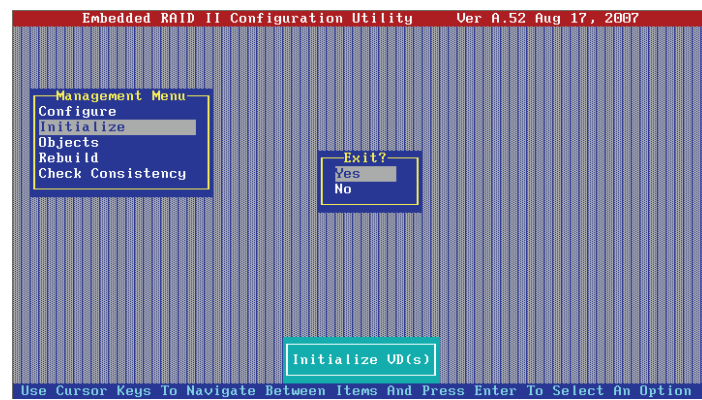 Embedded RAID II Configuration Utility Ver A.52 Aug 17, 2007
Management Menu
Configure
Initialize
Objects
Rebuild
Check Consistency
Exit?
Yes
No
Initialize VD(s)
Use Cursor Keys To Navigate Between Items And Press Enter To Select An Option